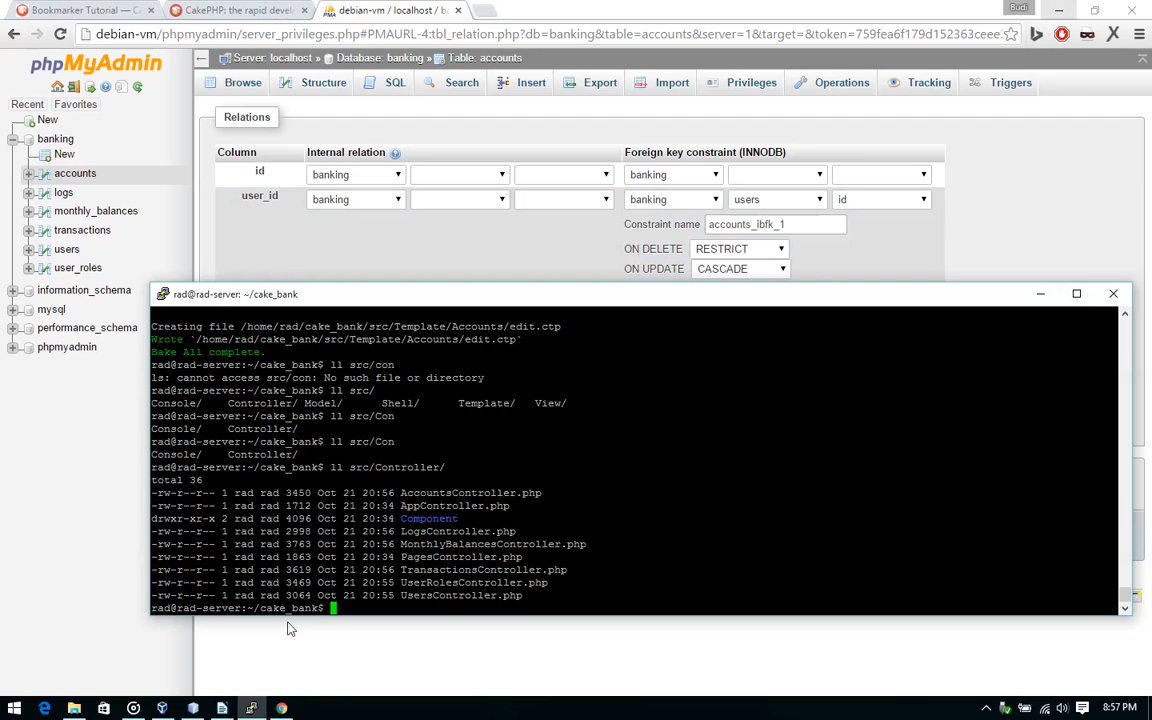 Bookmarker Tutorial — C
CakePHP: the rapid devel
debian-vm / localhost / b
Budi
debian-vm/phpmyadmin/server_privileges.php#PMAURL-4:tbl_relation.php?db=banking&table=accounts&server=1&target=&token=759fea6f179d152363ceee
phpMyAdmin
Server: localhost » Database: banking » Table: accounts
Browse Structure SQL Search Insert Export Import Privileges Operations Tracking Triggers
Recent Favorites
New
banking
New
accounts
logs
monthly_balances
transactions
users
user_roles
information_schema
mysql
performance_schema
phpmyadmin
Relations
Column Internal relation Foreign key constraint (INNODB)
id banking banking
user_id banking banking users id
Constraint name accounts_ibfk_1
ON DELETE RESTRICT
ON UPDATE CASCADE
rad@rad-server: ~/cake_bank
Creating file /home/rad/cake_bank/src/Template/Accounts/edit.ctp
Wrote `/home/rad/cake_bank/src/Template/Accounts/edit.ctp`
Bake All complete.
rad@rad-server:~/cake_bank$ ll src/con
ls: cannot access src/con: No such file or directory
rad@rad-server:~/cake_bank$ ll src/
Console/ Controller/ Model/ Shell/ Template/ View/
rad@rad-server:~/cake_bank$ ll src/Con
Console/ Controller/
rad@rad-server:~/cake_bank$ ll src/Con
Console/ Controller/
rad@rad-server:~/cake_bank$ ll src/Controller/
total 36
-rw-r--r-- 1 rad rad 3450 Oct 21 20:56 AccountsController.php
-rw-r--r-- 1 rad rad 1712 Oct 21 20:34 AppController.php
drwxr-xr-x 2 rad rad 4096 Oct 21 20:34 Component
-rw-r--r-- 1 rad rad 2998 Oct 21 20:56 LogsController.php
-rw-r--r-- 1 rad rad 3763 Oct 21 20:56 MonthlyBalancesController.php
-rw-r--r-- 1 rad rad 1863 Oct 21 20:34 PagesController.php
-rw-r--r-- 1 rad rad 3619 Oct 21 20:56 TransactionsController.php
-rw-r--r-- 1 rad rad 3469 Oct 21 20:55 UserRolesController.php
-rw-r--r-- 1 rad rad 3064 Oct 21 20:55 UsersController.php
rad@rad-server:~/cake_bank$
8:57 PM